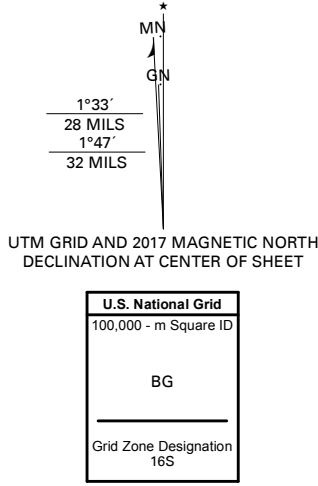 ★
MN
GN
1°33´
28 MILS
1°47´
32 MILS
UTM GRID AND 2017 MAGNETIC NORTH
DECLINATION AT CENTER OF SHEET
U.S. National Grid
100,000 - m Square ID
BG
Grid Zone Designation
16S